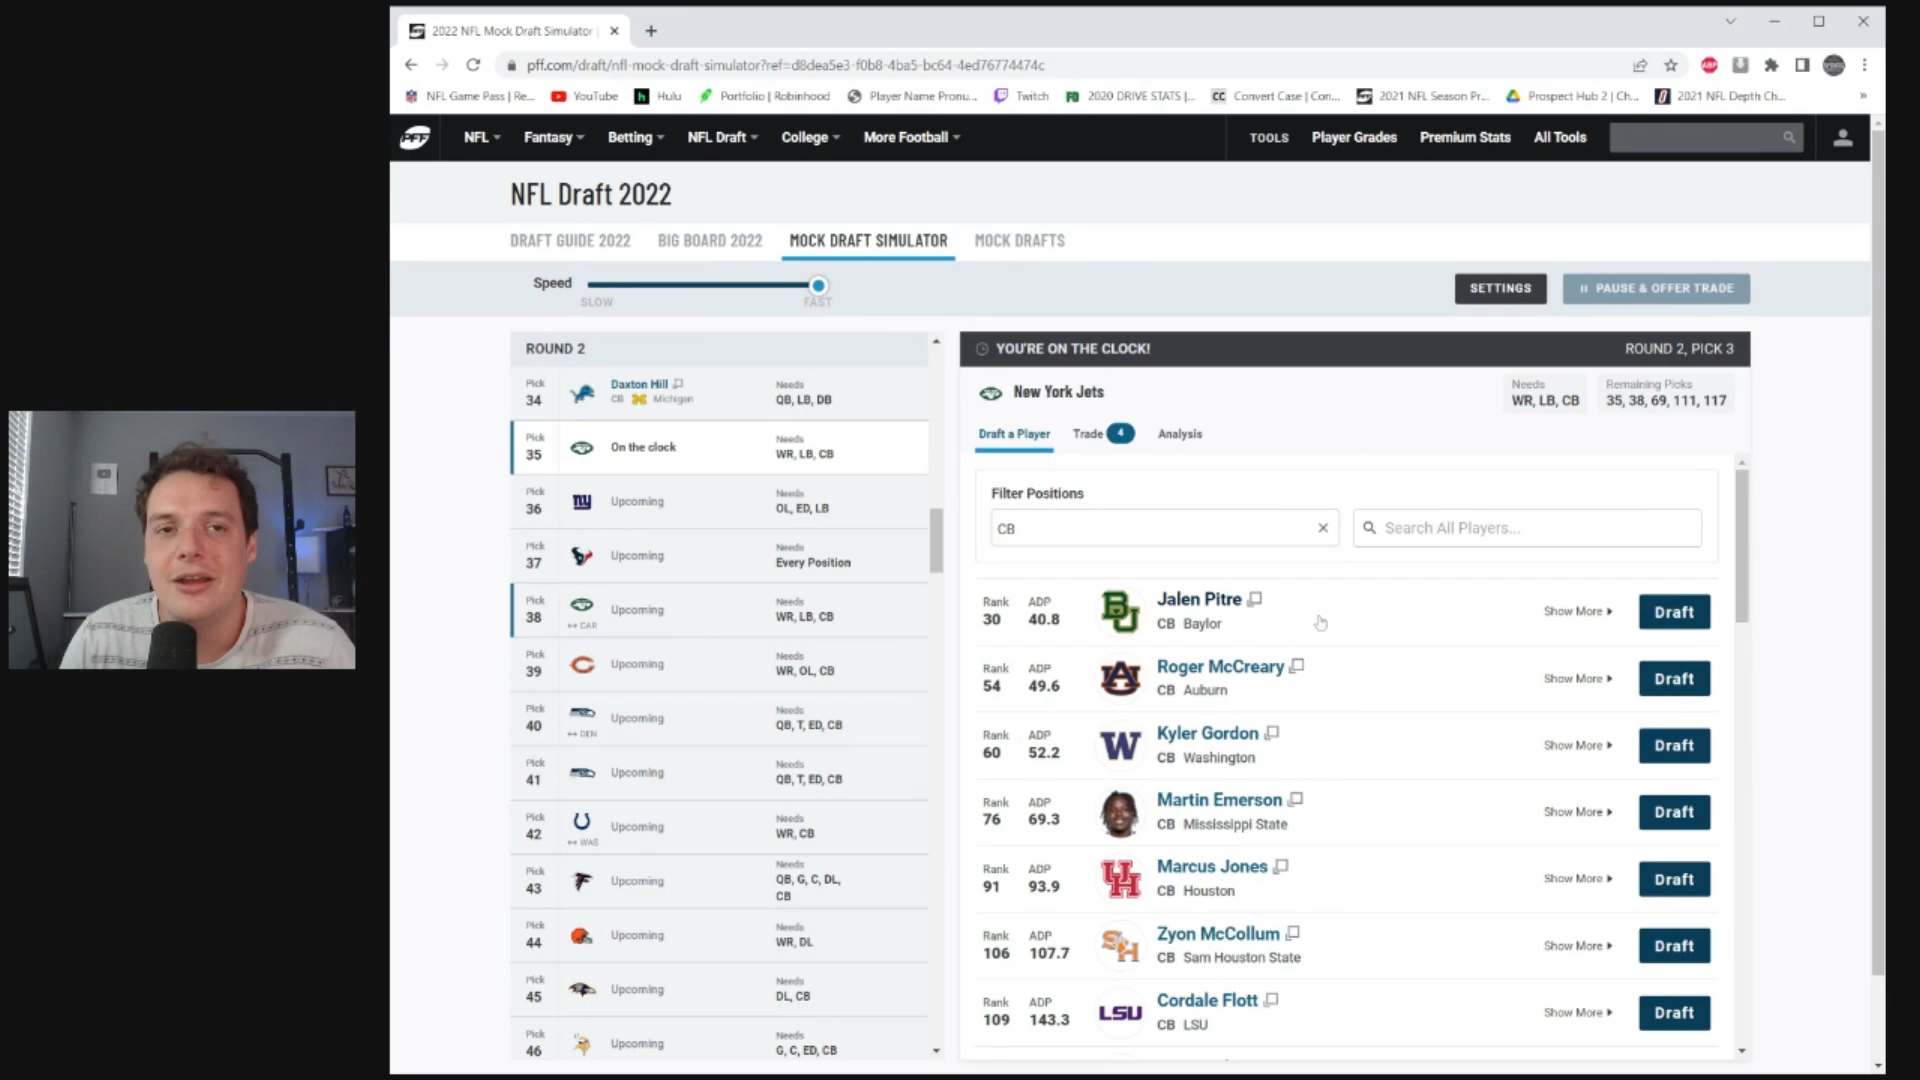 2022 NFL Mock Draft Simulator
pff.com/draft/nfl-mock-draft-simulator?ref=d8dea5e3-f0b8-4ba5-bc64-4ed76774474c
ABP
NFL Game Pass | Re...
YouTube
Hulu
Portfolio | Robinhood
Player Name Pronu...
Twitch
2020 DRIVE STATS |...
CC
Convert Case | Con...
2021 NFL Season Pr...
Prospect Hub 2 | Ch...
2021 NFL Depth Ch...
PFF
NFL
Fantasy
Betting
NFL Draft
College
More Football
TOOLS
Player Grades
Premium Stats
All Tools
NFL Draft 2022
DRAFT GUIDE 2022
BIG BOARD 2022
MOCK DRAFT SIMULATOR
MOCK DRAFTS
Speed
SLOW
FAST
SETTINGS
PAUSE & OFFER TRADE
ROUND 2
Pick
34
Daxton Hill
CB Michigan
Needs
QB, LB, DB
Pick
35
On the clock
Needs
WR, LB, CB
Pick
36
ny
Upcoming
Needs
OL, ED, LB
Pick
37
Upcoming
Needs
Every Position
Pick
38
CAR
Upcoming
Needs
WR, LB, CB
Pick
39
Upcoming
Needs
WR, OL, CB
Pick
40
DEN
Upcoming
Needs
QB, T, ED, CB
Pick
41
Upcoming
Needs
QB, T, ED, CB
Pick
42
WAS
Upcoming
Needs
WR, CB
Pick
43
Upcoming
Needs
QB, G, C, DL,
CB
Pick
44
Upcoming
Needs
WR, DL
Pick
45
Upcoming
Needs
DL, CB
Pick
46
Upcoming
Needs
G, C, ED, CB
YOU'RE ON THE CLOCK!
ROUND 2, PICK 3
New York Jets
Needs
WR, LB, CB
Remaining Picks
35, 38, 69, 111, 117
Draft a Player
Trade 4
Analysis
Filter Positions
CB
Search All Players...
Rank
30
ADP
40.8
Jalen Pitre
CB Baylor
Show More
Draft
Rank
54
ADP
49.6
Roger McCreary
CB Auburn
Show More
Draft
Rank
60
ADP
52.2
W
Kyler Gordon
CB Washington
Show More
Draft
Rank
76
ADP
69.3
Martin Emerson
CB Mississippi State
Show More
Draft
Rank
91
ADP
93.9
UH
Marcus Jones
CB Houston
Show More
Draft
Rank
106
ADP
107.7
SH
Zyon McCollum
CB Sam Houston State
Show More
Draft
Rank
109
ADP
143.3
LSU
Cordale Flott
CB LSU
Show More
Draft